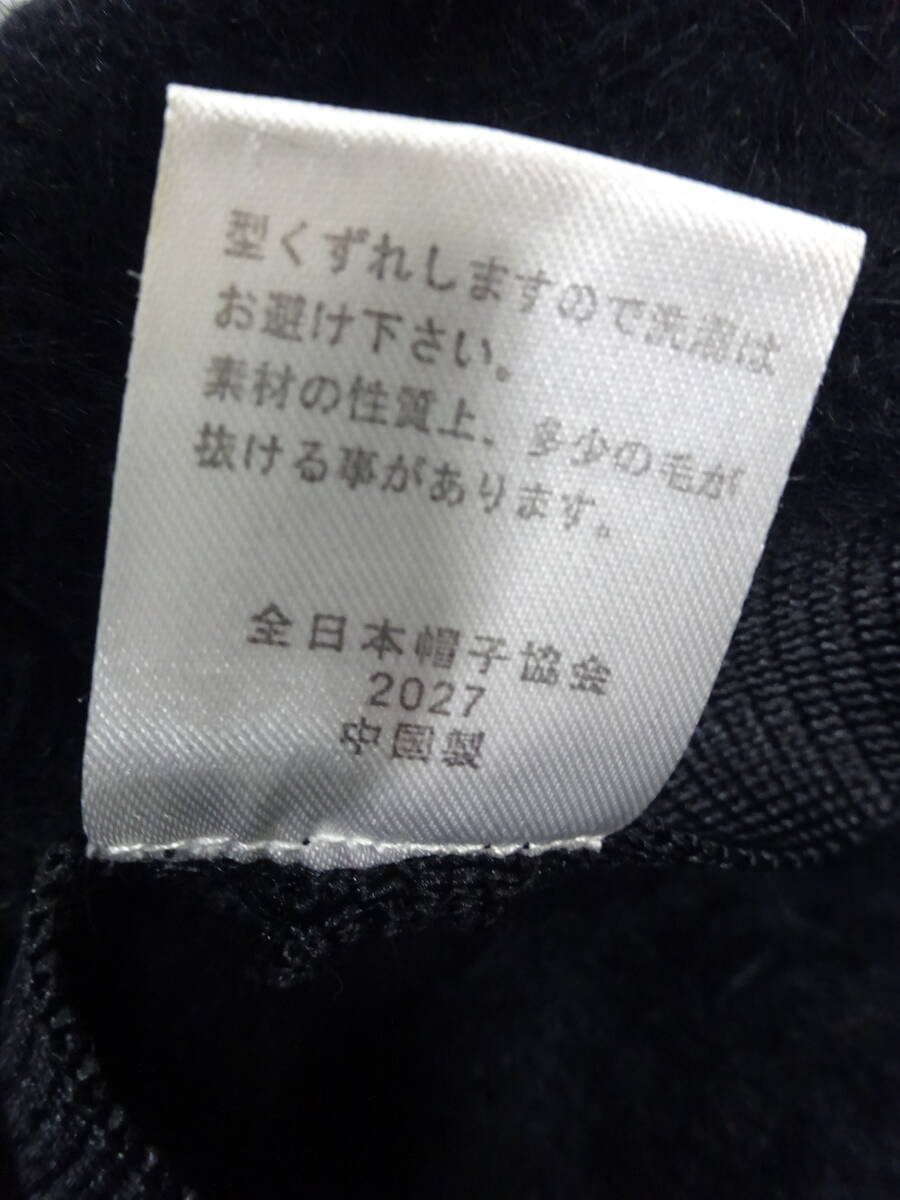 型くずれしますので洗濯は
お避け下さい。
素材の性質上、多少の毛が
抜ける事があります。
全日本帽子協会
2027
中国製